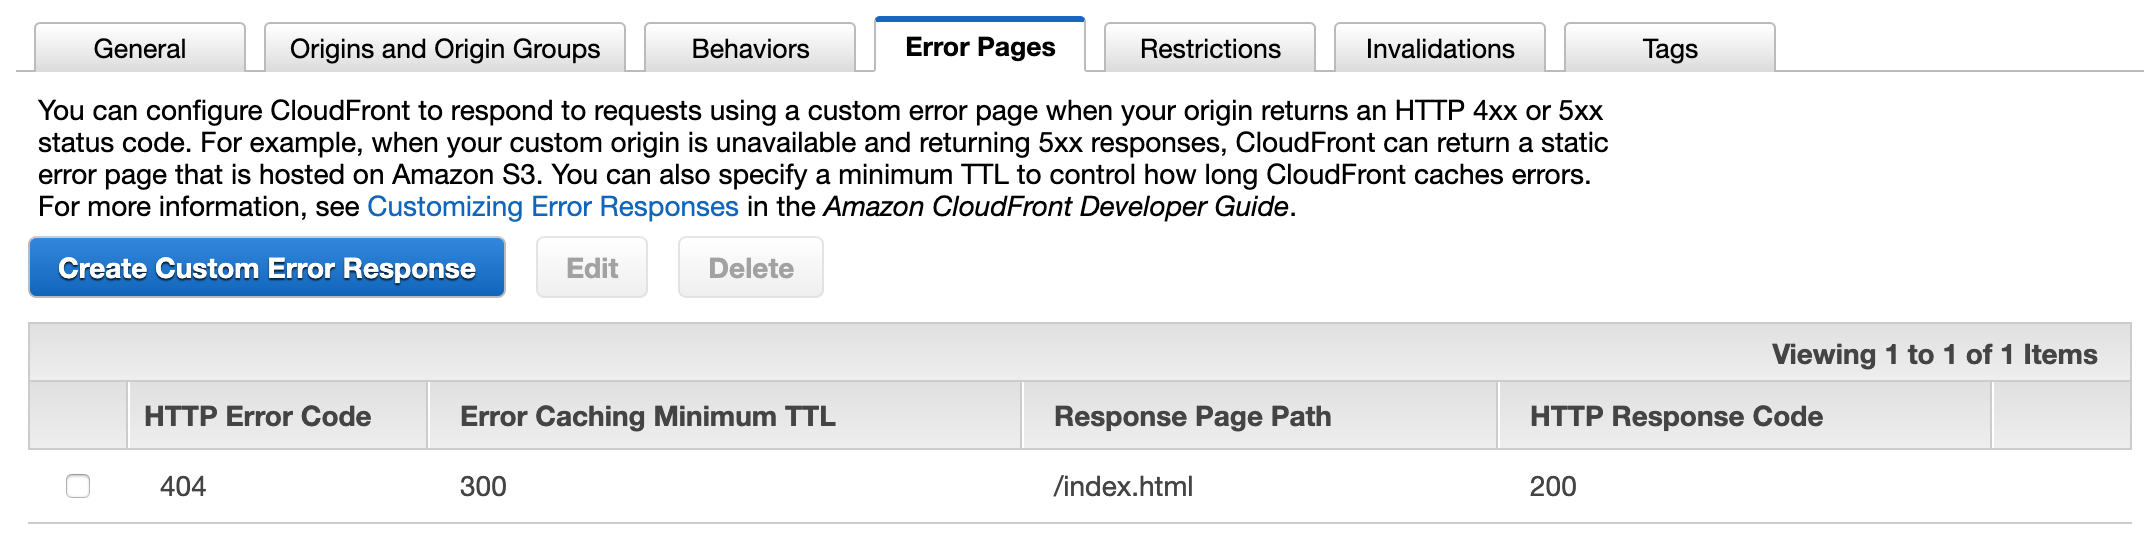 General
Origins and Origin Groups
Behaviors
Error Pages
Restrictions
Invalidations
Tags
You can configure CloudFront to respond to requests using a custom error page when your origin returns an HTTP 4xx or 5xx
status code. For example, when your custom origin is unavailable and returning 5xx responses, CloudFront can return a static
error page that is hosted on Amazon S3. You can also specify a minimum TTL to control how long CloudFront caches errors.
For more information, see Customizing Error Responses in the Amazon CloudFront Developer Guide.
Create Custom Error Response
Edit
Delete
Viewing 1 to 1 of 1 Items
HTTP Error Code
Error Caching Minimum TTL
Response Page Path
HTTP Response Code
404
300
/index.html
200